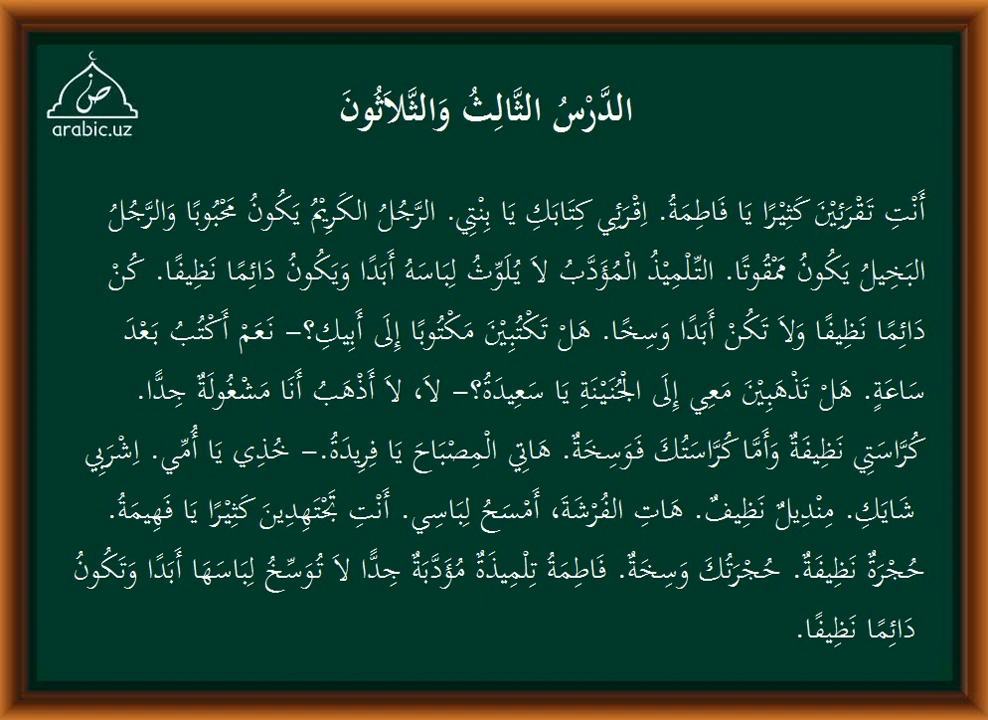 ض
arabic.uz
الدَّرْسُ الثَّالِثُ وَالثَّلَاثُونَ
أَنْتِ تَقْرَئِيْنَ كَثِيْرًا يَا فَاطِمَةُ. اِقْرَئِي كِتَابَكِ يَا بِنْتِي. الرَّجُلُ الكَرِيْمُ يَكُونُ مَحْبُوبًا وَالرَّجُلُ
البَخِيلُ يَكُونُ مَمْقُوتًا. التِّلْمِيْذُ الْمُؤَدَّبُ لاَ يُلَوِّثُ لِبَاسَهُ أَبَدًا وَيَكُونُ دَائِمًا نَظِيفًا. كُنْ
دَائِمًا نَظِيفًا وَلاَ تَكُنْ أَبَدًا وَسِخًا. هَلْ تَكْتُبِيْنَ مَكْتُوبًا إِلَى أَبِيكِ؟– نَعَمْ أَكْتُبُ بَعْدَ
سَاعَةٍ. هَلْ تَذْهَبِيْنَ مَعِي إِلَى الْجُنَيْنَةِ يَا سَعِيدَةُ؟– لاَ، لاَ أَذْهَبُ أَنَا مَشْغُولَةٌ جِدًّا.
كُرَّاسَتِي نَظِيفَةٌ وَأَمَّا كُرَّاسَتُكَ فَوَسِخَةٌ. هَاتِي الْمِصْبَاحَ يَا فِرِيدَةُ.– خُذِي يَا أُمِّي. اِشْرَبِي
شَايَكِ. مِنْدِيلٌ نَظِيفٌ. هَاتِ الفُرْشَةَ، أَمْسَحُ لِبَاسِي. أَنْتِ تَجْتَهِدِينَ كَثِيْرًا يَا فَهِيمَةُ.
حُجْرَةٌ نَظِيفَةٌ. حُجْرَتُكَ وَسِخَةٌ. فَاطِمَةُ تِلْمِيذَةٌ مُؤَدَّبَةٌ جِدًّا لاَ تُوَسِّخُ لِبَاسَهَا أَبَدًا وَتَكُونُ
دَائِمًا نَظِيفًا.